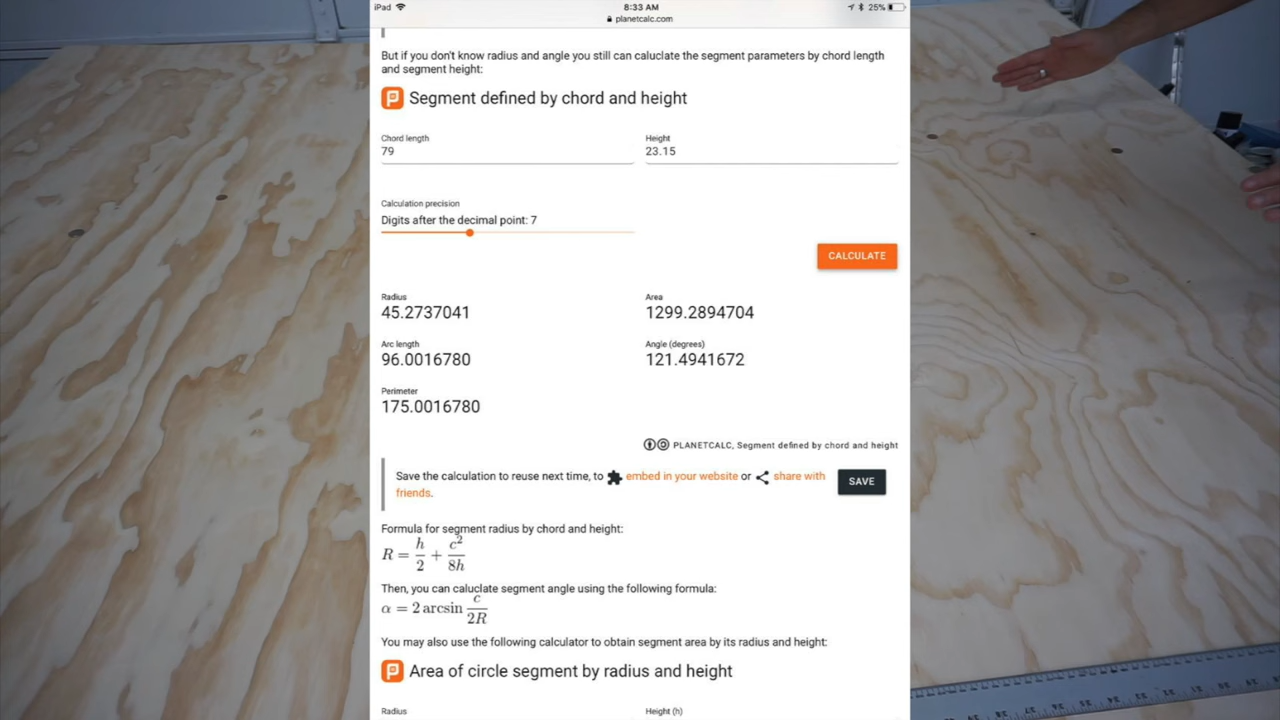 iPad
8:33 AM
25%
planetcalc.com
But if you don't know radius and angle you still can caluclate the segment parameters by chord length
and segment height:
Segment defined by chord and height
Chord length
79
Height
23.15
Calculation precision
Digits after the decimal point: 7
CALCULATE
Radius
45.2737041
Area
1299.2894704
Arc length
96.0016780
Angle (degrees)
121.4941672
Perimeter
175.0016780
PLANETCALC, Segment defined by chord and height
Save the calculation to reuse next time, to embed in your website or share with
friends.
SAVE
Formula for segment radius by chord and height:
R = h/2 + c²/8h
Then, you can caluclate segment angle using the following formula:
α = 2 arcsin c/2R
You may also use the following calculator to obtain segment area by its radius and height:
Area of circle segment by radius and height
Radius
Height (h)